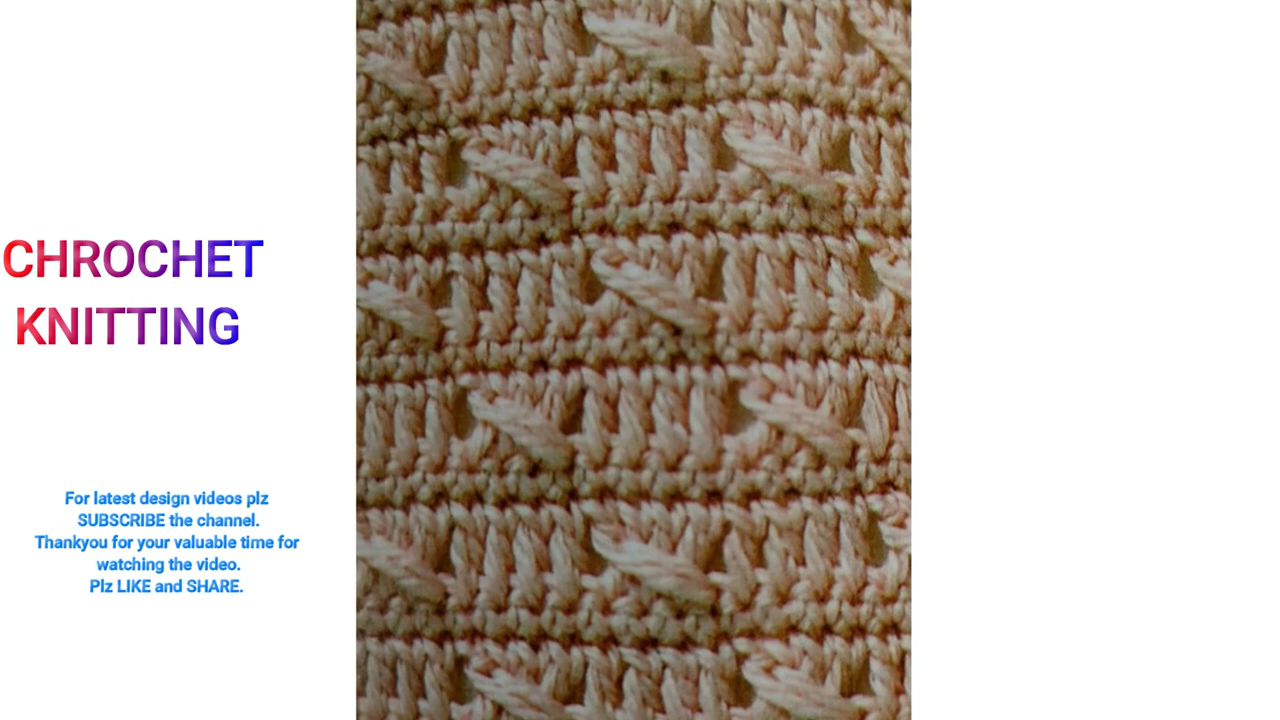 CHROCHET
KNITTING
For latest design videos plz
SUBSCRIBE the channel.
Thankyou for your valuable time for
watching the video.
Plz LIKE and SHARE.